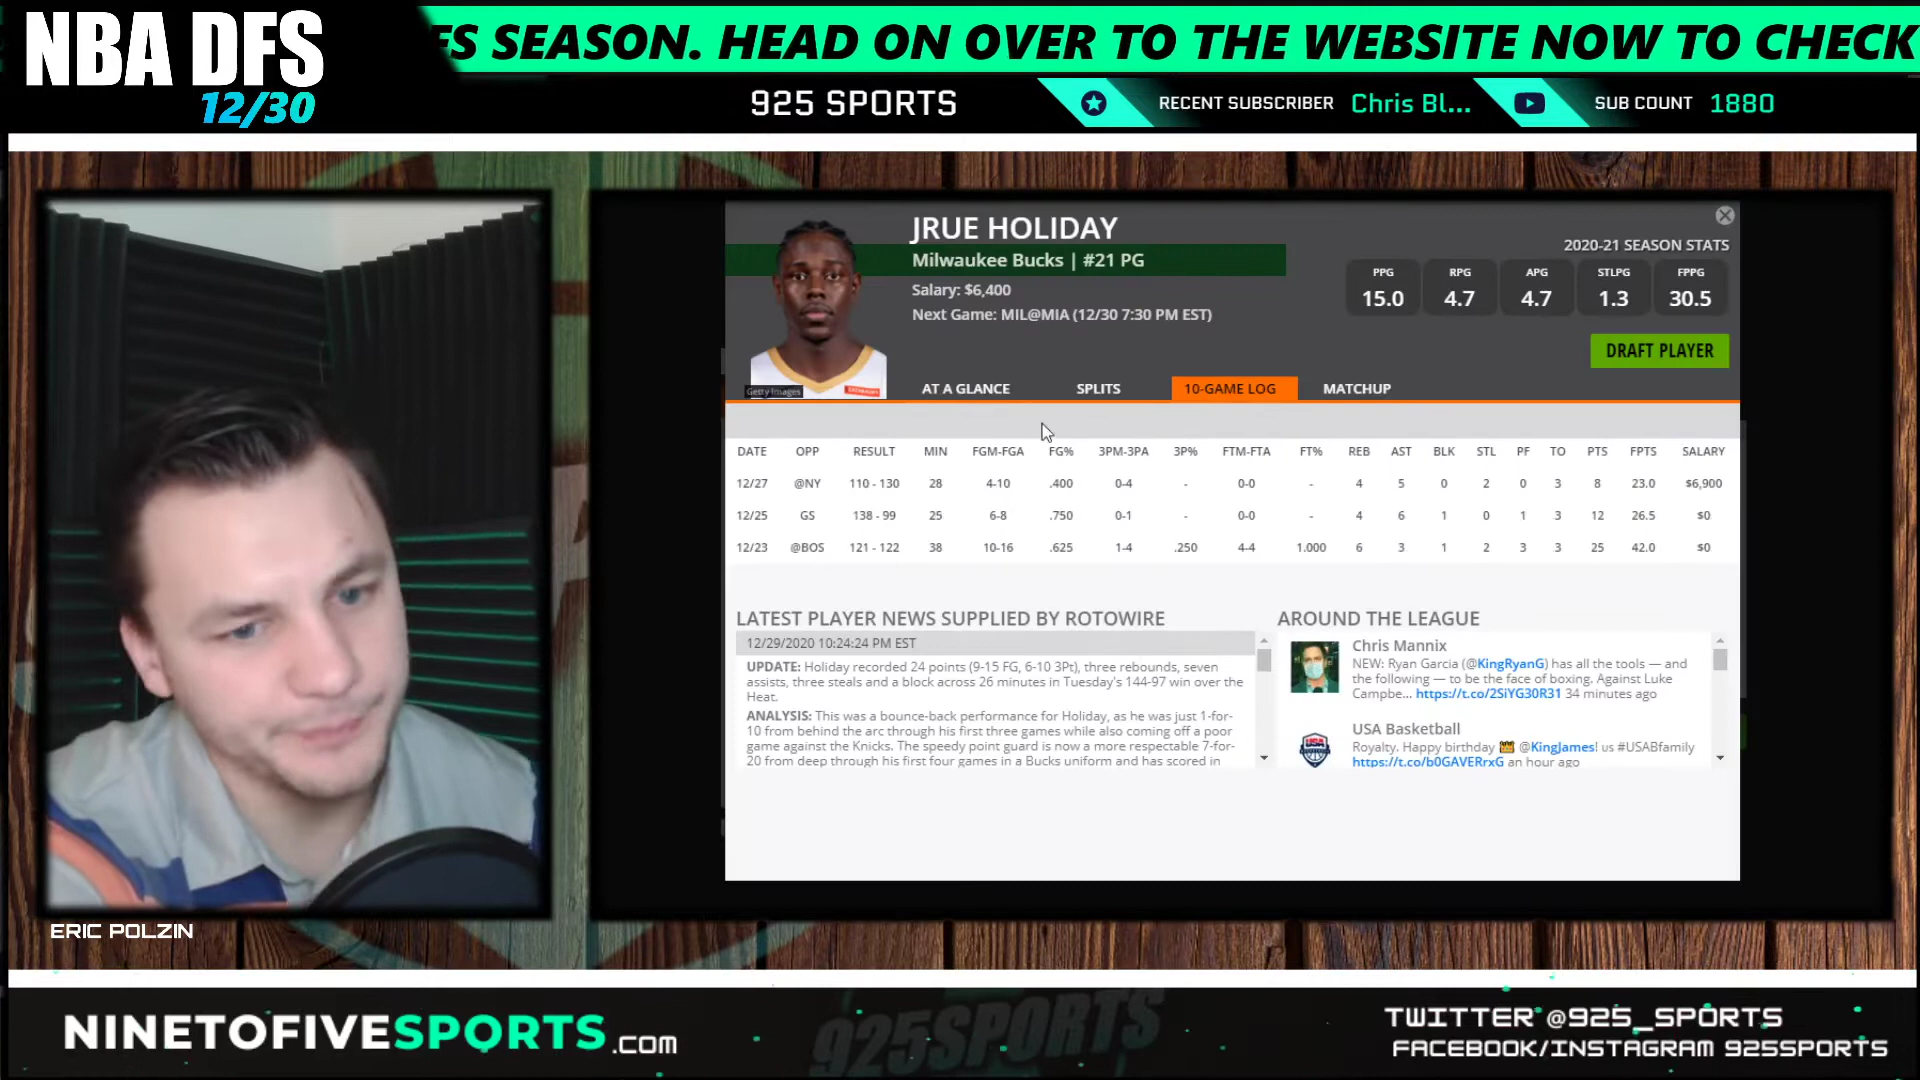 NBA DFS
12/30
ES SEASON. HEAD ON OVER TO THE WEBSITE NOW TO CHECK
925 SPORTS
RECENT SUBSCRIBER Chris Bl...
SUB COUNT 1880
JRUE HOLIDAY
Milwaukee Bucks | #21 PG
Salary: $6,400
Next Game: MIL@MIA (12/30 7:30 PM EST)
2020-21 SEASON STATS
PPG RPG APG STLPG FPPG
15.0 4.7 4.7 1.3 30.5
DRAFT PLAYER
Getty Images
AT A GLANCE SPLITS 10-GAME LOG MATCHUP
DATE OPP RESULT MIN FGM-FGA FG% 3PM-3PA 3P% FTM-FTA FT% REB AST BLK STL PF TO PTS FPTS SALARY
12/27 @NY 110 - 130 28 4-10 .400 0-4 - 0-0 - 4 5 0 2 0 3 8 23.0 $6,900
12/25 GS 138 - 99 25 6-8 .750 0-1 - 0-0 - 4 6 1 0 1 3 12 26.5 $0
12/23 @BOS 121 - 122 38 10-16 .625 1-4 .250 4-4 1.000 6 3 1 2 3 3 25 42.0 $0
LATEST PLAYER NEWS SUPPLIED BY ROTOWIRE
12/29/2020 10:24:24 PM EST
UPDATE: Holiday recorded 24 points (9-15 FG, 6-10 3Pt), three rebounds, seven
assists, three steals and a block across 26 minutes in Tuesday's 144-97 win over the
Heat.
ANALYSIS: This was a bounce-back performance for Holiday, as he was just 1-for-
10 from behind the arc through his first three games while also coming off a poor
game against the Knicks. The speedy point guard is now a more respectable 7-for-
20 from deep through his first four games in a Bucks uniform and has scored in
AROUND THE LEAGUE
Chris Mannix
NEW: Ryan Garcia (@KingRyanG) has all the tools — and
the following — to be the face of boxing. Against Luke
Campbe... https://t.co/2SiYG30R31 34 minutes ago
USA Basketball
Royalty. Happy birthday 👑 @KingJames! us #USABfamily
https://t.co/b0GAVERrxG an hour ago
ERIC POLZIN
NINETOFIVESPORTS.com
925SPORTS
TWITTER @925_SPORTS
FACEBOOK/INSTAGRAM 925SPORTS